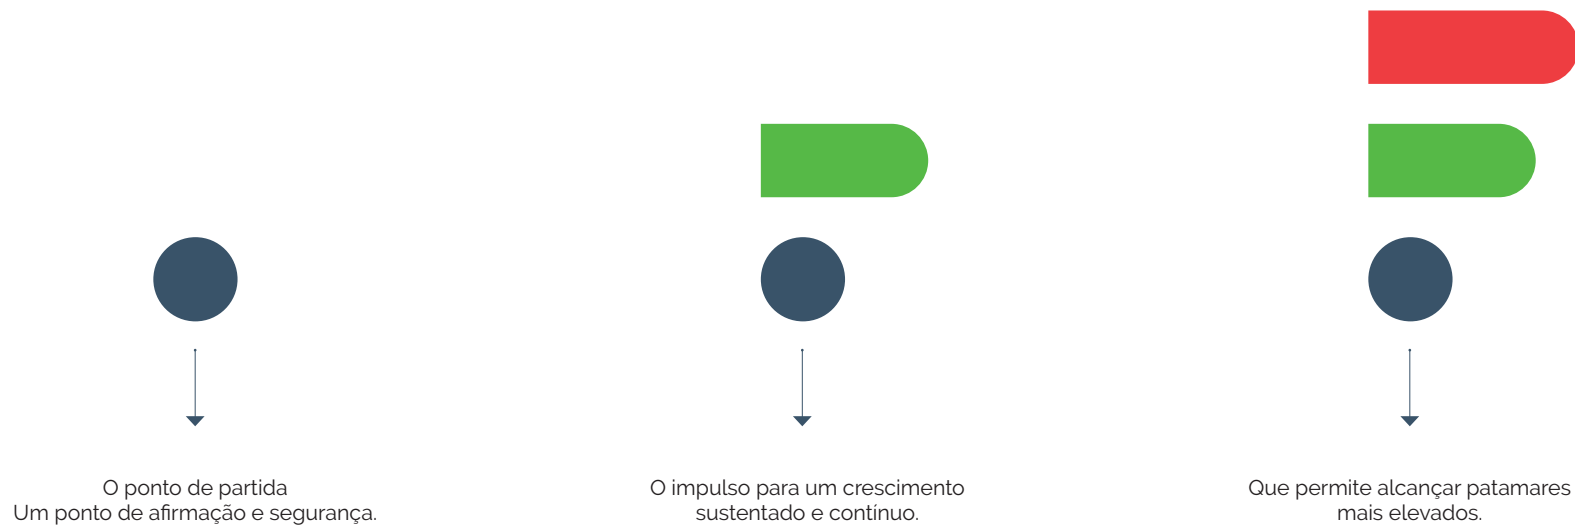 O ponto de partida
Um ponto de afirmação e segurança.
O impulso para um crescimento
sustentado e contínuo.
Que permite alcançar patamares
mais elevados.